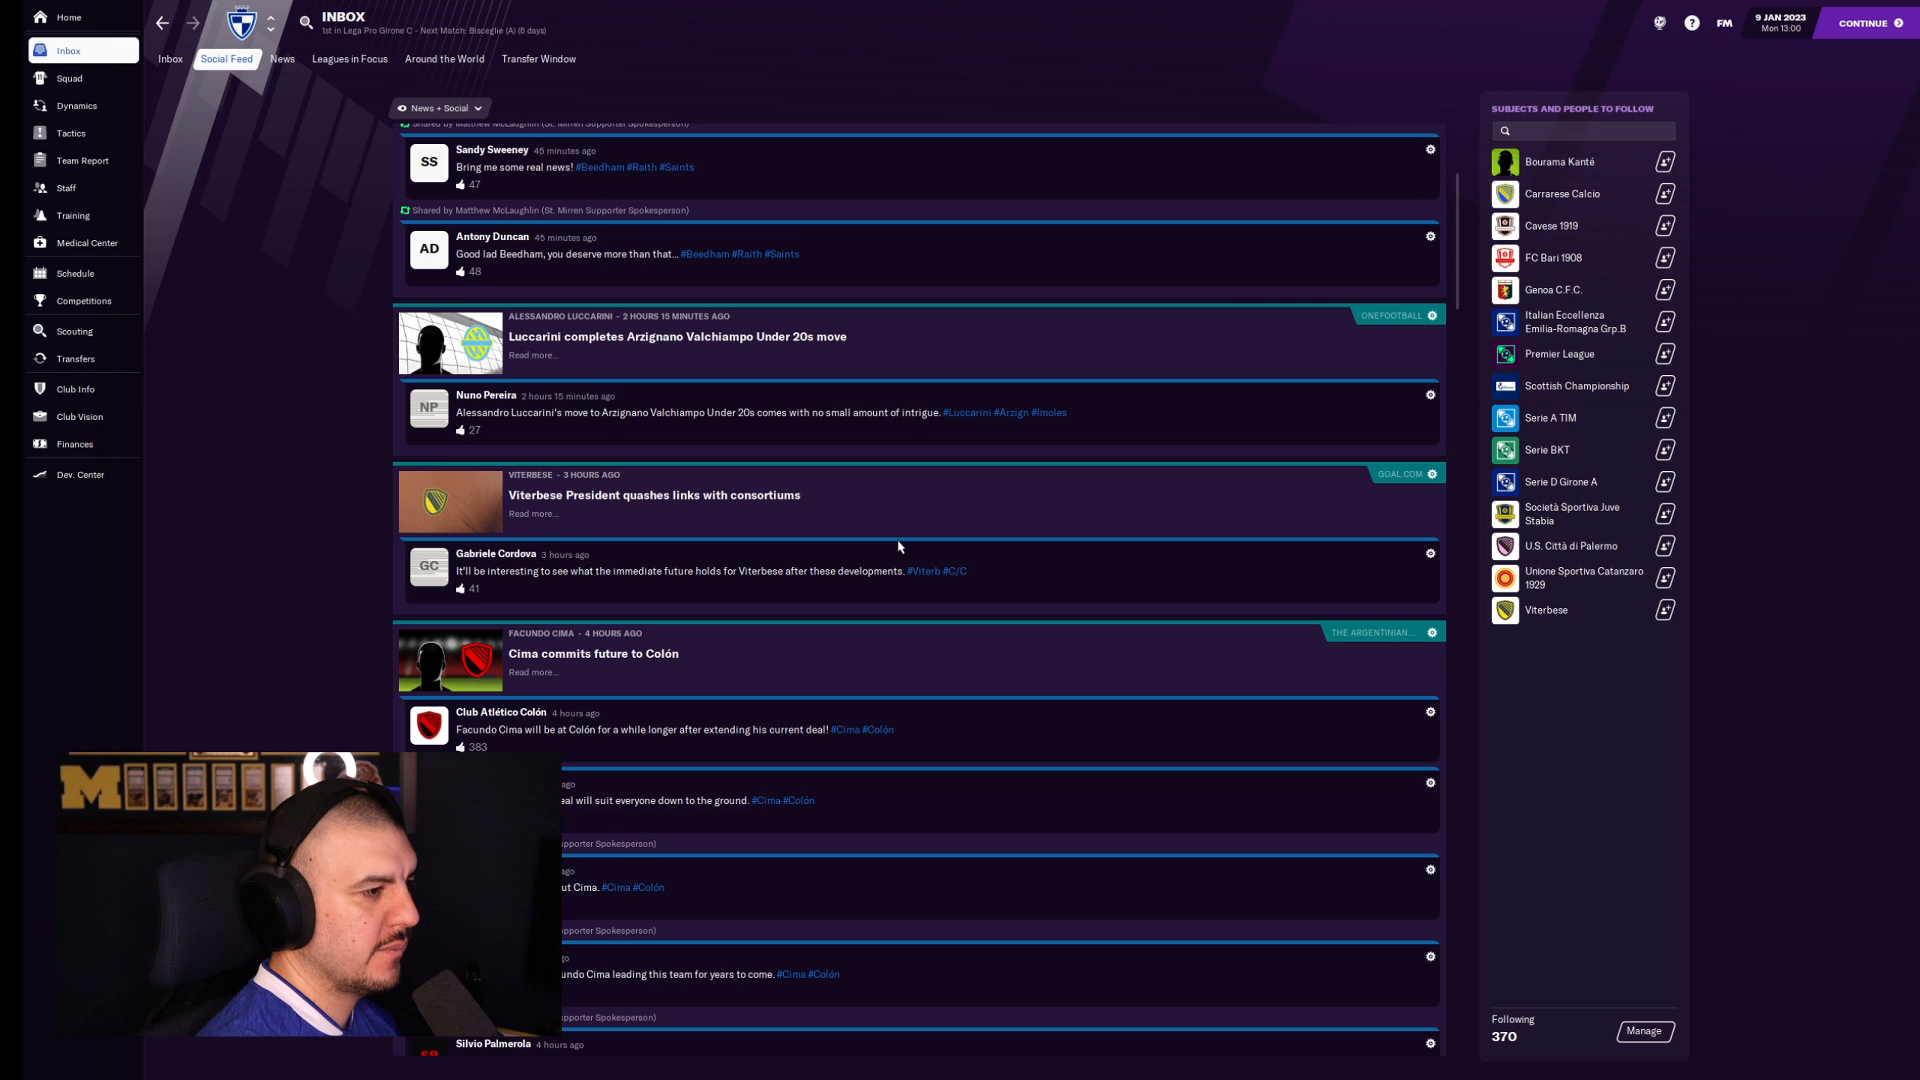 Home
Inbox
Squad
Dynamics
Tactics
Team Report
Staff
Training
Medical Center
Schedule
Competitions
Scouting
Transfers
Club Info
Club Vision
Finances
Dev. Center
INBOX
1st in Lega Pro Girone C - Next Match: Bisceglie (A) (6 days)
FM
9 JAN 2023
Mon 13:00
CONTINUE
Inbox
Social Feed
News
Leagues in Focus
Around the World
Transfer Window
News + Social
Shared by Matthew McLaughlin (St. Mirren Supporter Spokesperson)
SS
Sandy Sweeney 45 minutes ago
Bring me some real news! #Beedham #Raith #Saints
47
Shared by Matthew McLaughlin (St. Mirren Supporter Spokesperson)
AD
Antony Duncan 45 minutes ago
Good lad Beedham, you deserve more than that... #Beedham #Raith #Saints
48
ALESSANDRO LUCCARINI - 2 HOURS 15 MINUTES AGO
ONEFOOTBALL
Luccarini completes Arzignano Valchiampo Under 20s move
Read more...
NP
Nuno Pereira 2 hours 15 minutes ago
Alessandro Luccarini's move to Arzignano Valchiampo Under 20s comes with no small amount of intrigue. #Luccarini #Arzign #Imoles
27
VITERBESE - 3 HOURS AGO
GOAL.COM
Viterbese President quashes links with consortiums
Read more...
GC
Gabriele Cordova 3 hours ago
It'll be interesting to see what the immediate future holds for Viterbese after these developments. #Viterb #C/C
41
FACUNDO CIMA - 4 HOURS AGO
THE ARGENTINIAN...
Cima commits future to Colón
Read more...
Club Atlético Colón 4 hours ago
Facundo Cima will be at Colón for a while longer after extending his current deal! #Cima #Colón
383
ago
eal will suit everyone down to the ground. #Cima #Colón
pporter Spokesperson)
ago
ut Cima. #Cima #Colón
pporter Spokesperson)
go
undo Cima leading this team for years to come. #Cima #Colón
pporter Spokesperson)
Silvio Palmerola 4 hours ago
SUBJECTS AND PEOPLE TO FOLLOW
Bourama Kanté
Carrarese Calcio
Cavese 1919
FC Bari 1908
Genoa C.F.C.
Italian Eccellenza
Emilia-Romagna Grp.B
Premier League
Scottish Championship
Serie A TIM
Serie BKT
Serie D Girone A
Società Sportiva Juve
Stabia
U.S. Città di Palermo
Unione Sportiva Catanzaro
1929
Viterbese
Following
370
Manage
M